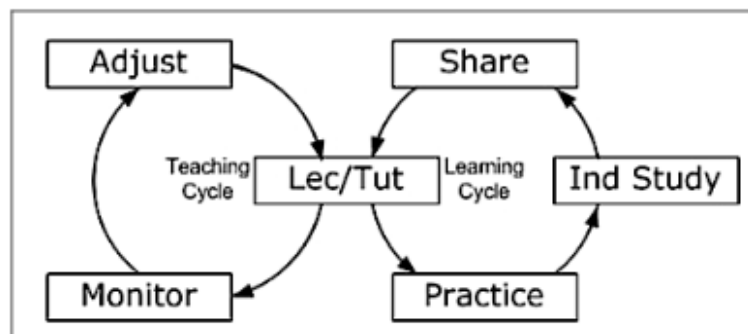 Adjust
Share
Teaching
Cycle
Lec/Tut
Learning
Cycle
Ind Study
Monitor
Practice